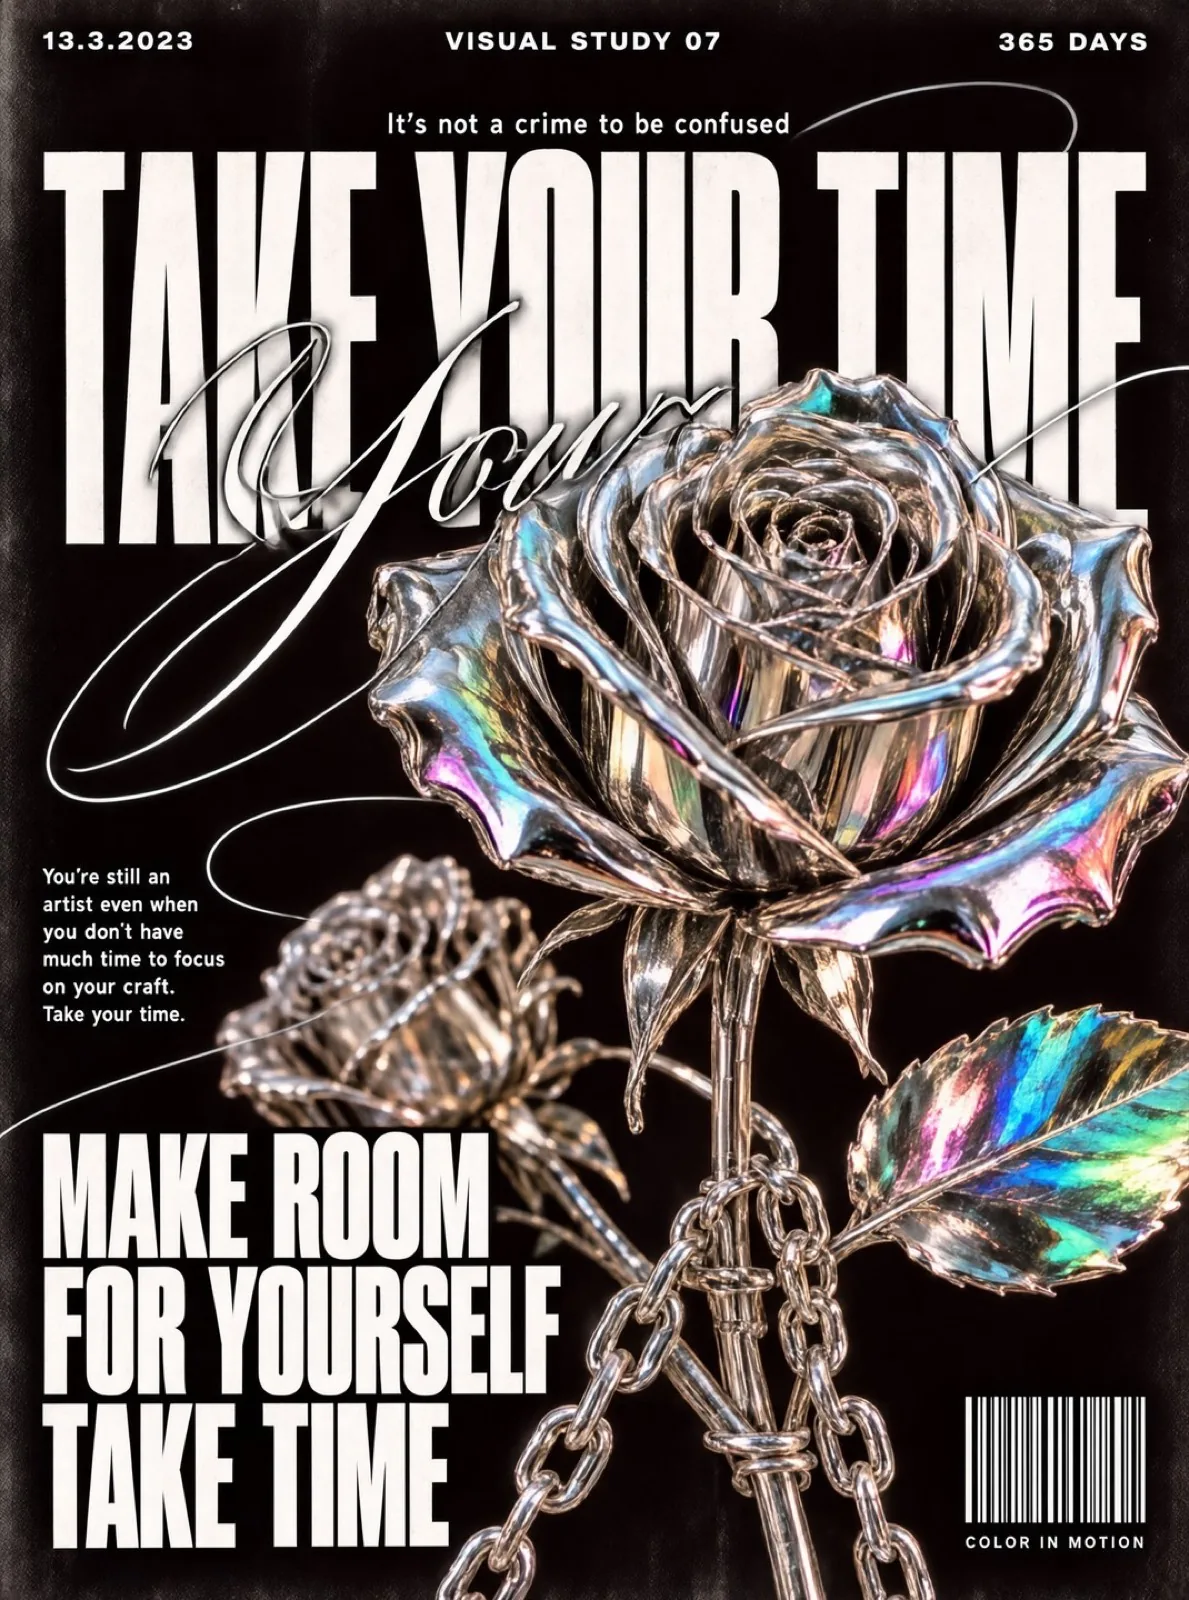 13.3.2023
VISUAL STUDY 07
365 DAYS
It's not a crime to be confused
TAKE YOUR TIME
Your
You're still an
artist even when
you don't have
much time to focus
on your craft.
Take your time.
MAKE ROOM
FOR YOURSELF
TAKE TIME
COLOR IN MOTION